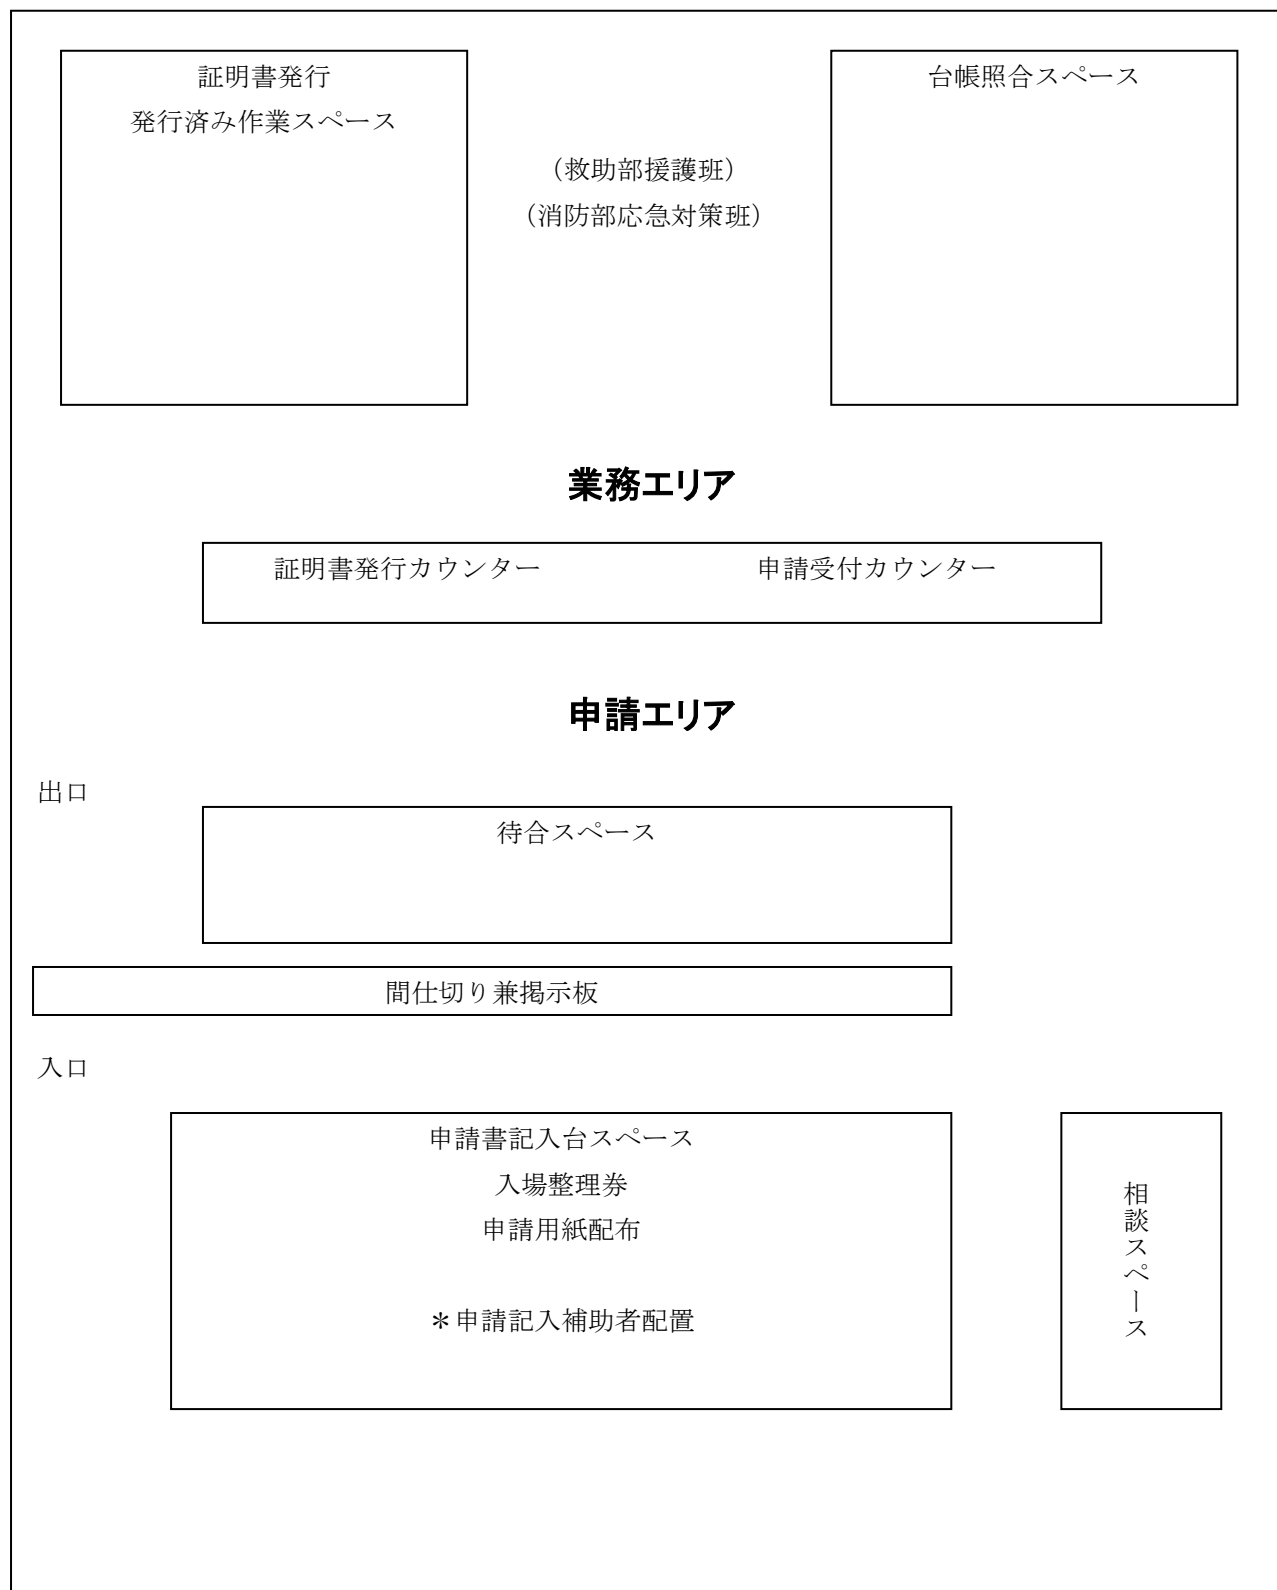 証明書発行
発行済み作業スペース
台帳照合スペース
（救助部援護班）
（消防部応急対策班）
業務エリア
証明書発行カウンター
申請受付カウンター
申請エリア
出口
待合スペース
間仕切り兼掲示板
入口
申請書記入台スペース
入場整理券
申請用紙配布
＊申請記入補助者配置
相談スペース